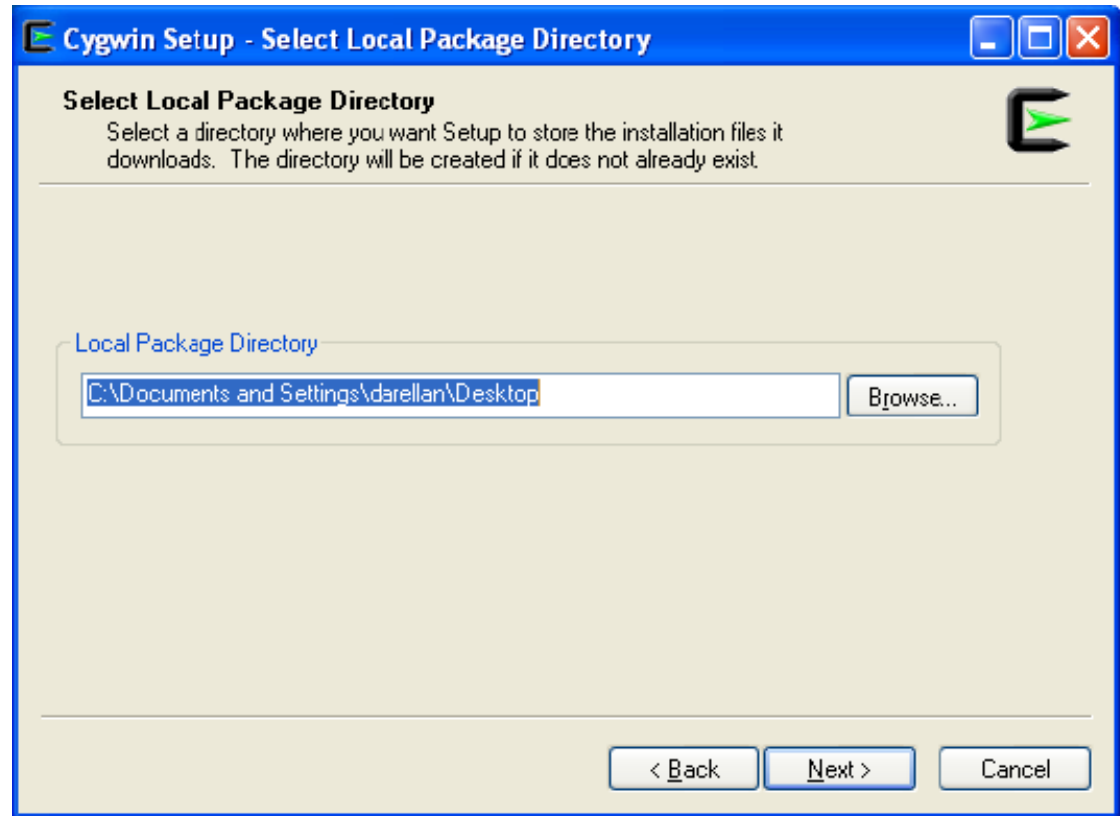 Cygwin Setup - Select Local Package Directory
Select Local Package Directory
Select a directory where you want Setup to store the installation files it
downloads. The directory will be created if it does not already exist.
Local Package Directory
C:\Documents and Settings\darellan\Desktop
Browse...
< Back
Next >
Cancel